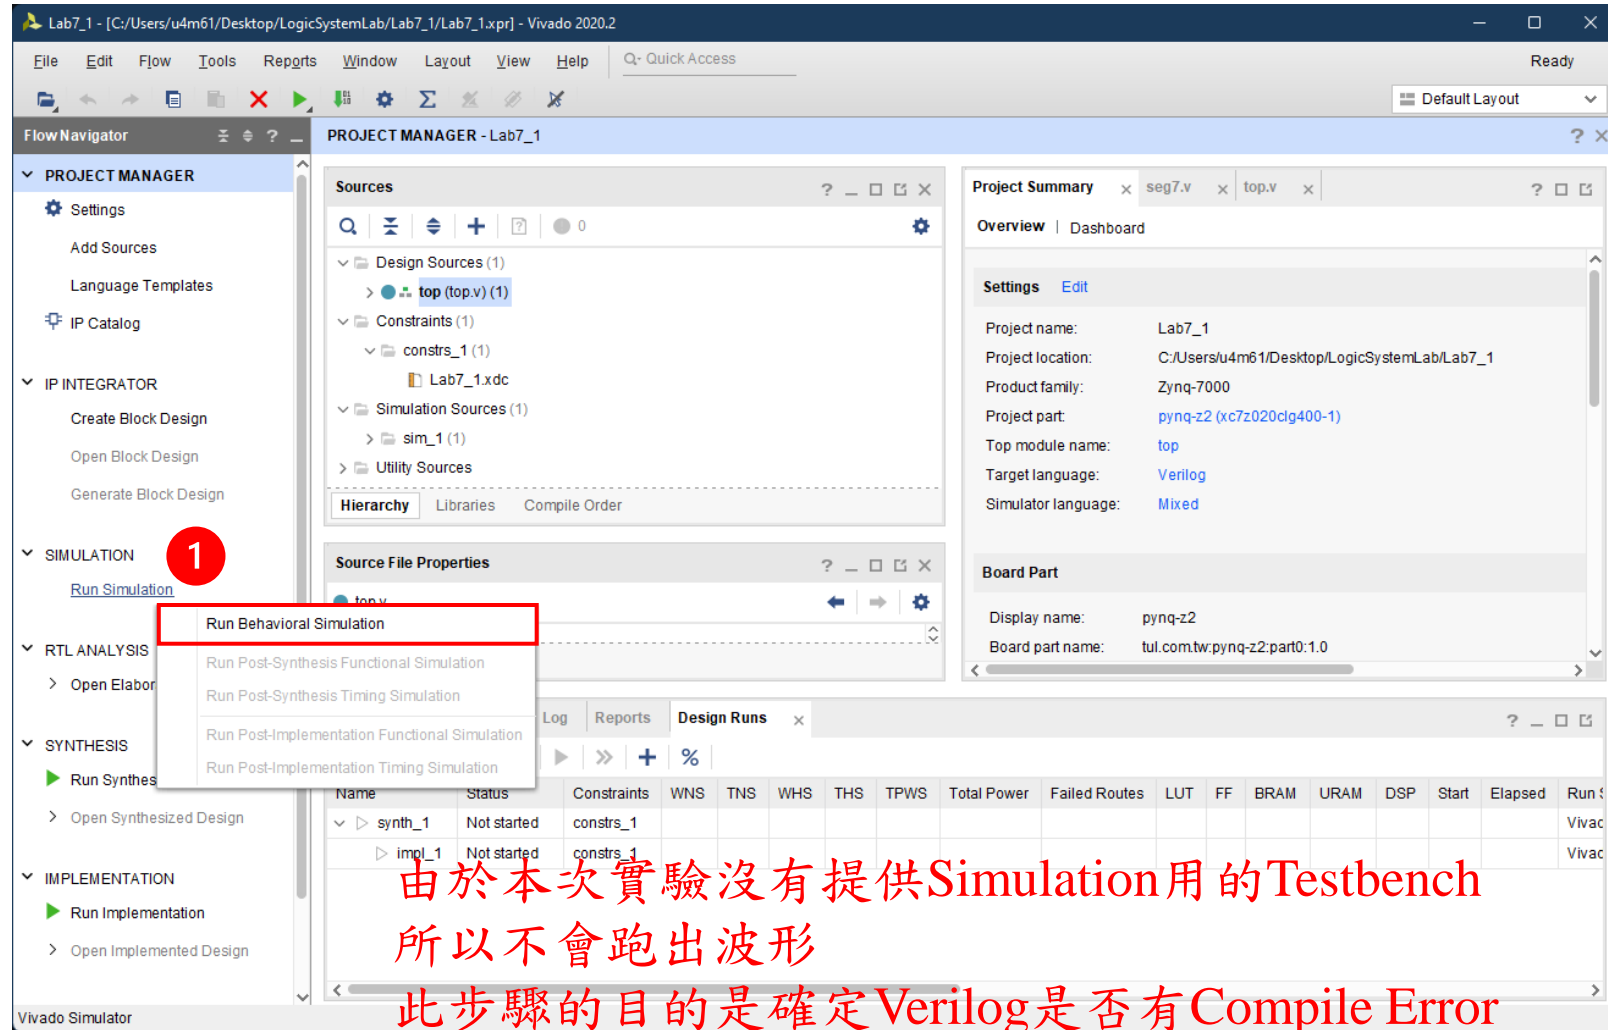 Lab7_1 - [C:/Users/u4m61/Desktop/LogicSystemLab/Lab7_1/Lab7_1.xpr] - Vivado 2020.2
File Edit Flow Tools Reports Window Layout View Help Quick Access Ready
Default Layout
Flow Navigator
PROJECT MANAGER
Settings
Add Sources
Language Templates
IP Catalog
IP INTEGRATOR
Create Block Design
Open Block Design
Generate Block Design
SIMULATION
1
Run Simulation
Run Behavioral Simulation
Run Post-Synthesis Functional Simulation
Run Post-Synthesis Timing Simulation
Run Post-Implementation Functional Simulation
Run Post-Implementation Timing Simulation
RTL ANALYSIS
Open Elabor
SYNTHESIS
Run Synthes
Open Synthesized Design
IMPLEMENTATION
Run Implementation
Open Implemented Design
Vivado Simulator
PROJECT MANAGER - Lab7_1
Sources
0
Design Sources (1)
top (top.v) (1)
Constraints (1)
constrs_1 (1)
Lab7_1.xdc
Simulation Sources (1)
sim_1 (1)
Utility Sources
Hierarchy Libraries Compile Order
Source File Properties
top.v
Project Summary seg7.v top.v
Overview | Dashboard
Settings Edit
Project name: Lab7_1
Project location: C:/Users/u4m61/Desktop/LogicSystemLab/Lab7_1
Product family: Zynq-7000
Project part: pynq-z2 (xc7z020clg400-1)
Top module name: top
Target language: Verilog
Simulator language: Mixed
Board Part
Display name: pynq-z2
Board part name: tul.com.tw:pynq-z2:part0:1.0
Log Reports Design Runs
Name Status Constraints WNS TNS WHS THS TPWS Total Power Failed Routes LUT FF BRAM URAM DSP Start Elapsed Run S
synth_1 Not started constrs_1 Vivad
impl_1 Not started constrs_1 Vivad
由於本次實驗沒有提供Simulation用的Testbench
所以不會跑出波形
此步驟的目的是確定Verilog是否有Compile Error